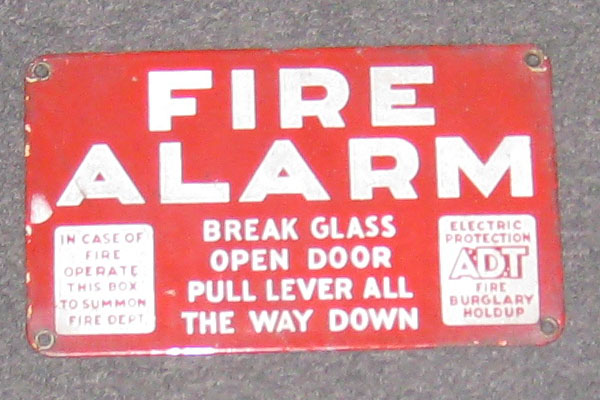 FIRE
ALARM
BREAK GLASS
OPEN DOOR
PULL LEVER ALL
THE WAY DOWN
IN CASE OF
FIRE
OPERATE
THIS BOX
TO SUMMON
FIRE DEPT
ELECTRIC
PROTECTION
ADT
FIRE
BURGLARY
HOLDUP